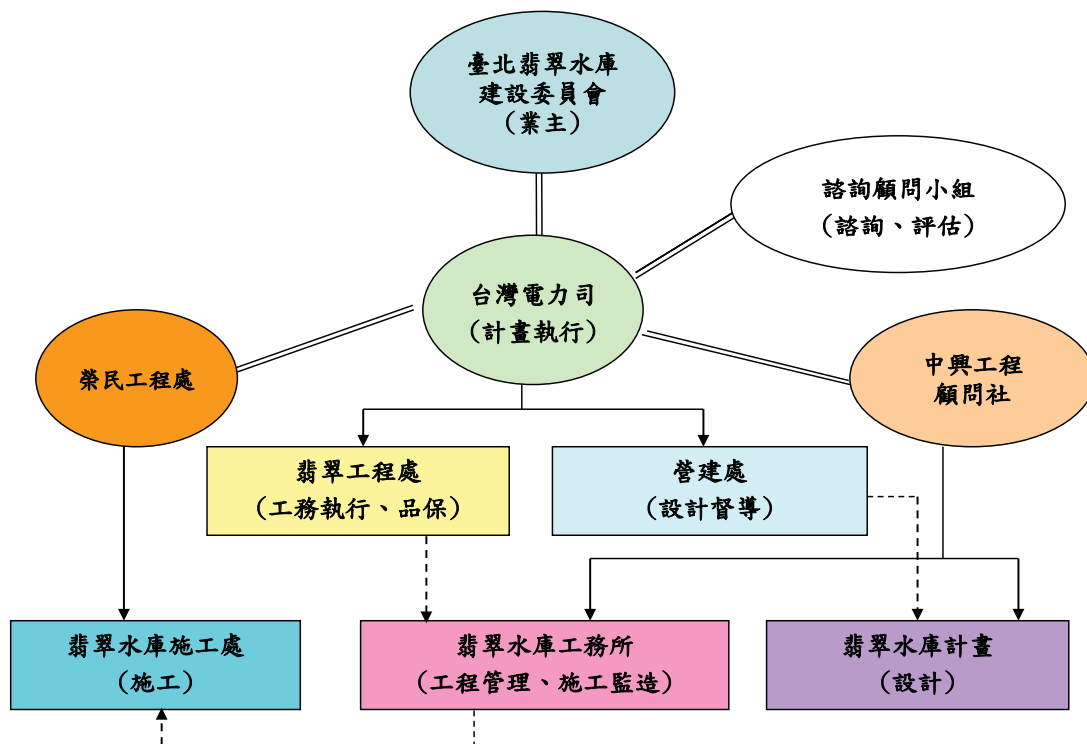 臺北翡翠水庫
建設委員會
(業主)
諮詢顧問小組
(諮詢、評估)
台灣電力司
(計畫執行)
榮民工程處
中興工程
顧問社
翡翠工程處
(工務執行、品保)
營建處
(設計督導)
翡翠水庫施工處
(施工)
翡翠水庫工務所
(工程管理、施工監造)
翡翠水庫計畫
(設計)